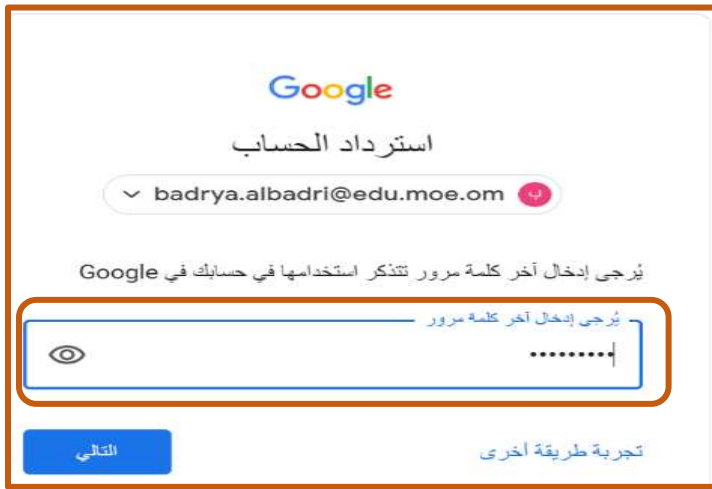 Google
استرداد الحساب
badrya.albadri@edu.moe.om ب
يُرجى إدخال آخر كلمة مرور تتذكر استخدامها في حسابك في Google
يُرجى إدخال آخر كلمة مرور
•••••••••
تجربة طريقة أخرى
التالي